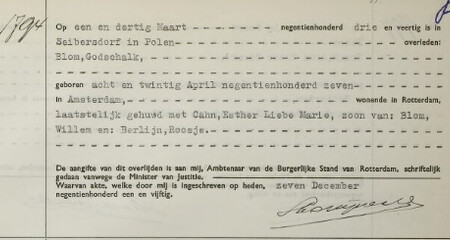 1794
Op een en dertig Maart - - - - - - - - - - - negentienhonderd drie en veertig is in
Seibersdorf in Polen- - - - - - - - - - - - - - - - - - - - - - overleden:
Blom,Godschalk,- - - - - - - - - - - - - - - - - - - - - - - - - - - -
geboren acht en twintig April negentienhonderd zeven- - - - - - - - - -
in Amsterdam,- - - - - - - - - - - - - - - - - - wonende in Rotterdam,
laatstelijk gehuwd met Cahn,Esther Liebe Marie, zoon van: Blom,
Willem en: Berlijn,Roosje.- - - - - - - - - - - - - - - - - - - - - -
De aangifte van dit overlijden is aan mij, Ambtenaar van de Burgerlijke Stand van Rotterdam, schriftelijk
gedaan vanwege de Minister van Justitie.
Waarvan akte, welke door mij is ingeschreven op heden, zeven December
negentienhonderd een en vijftig.